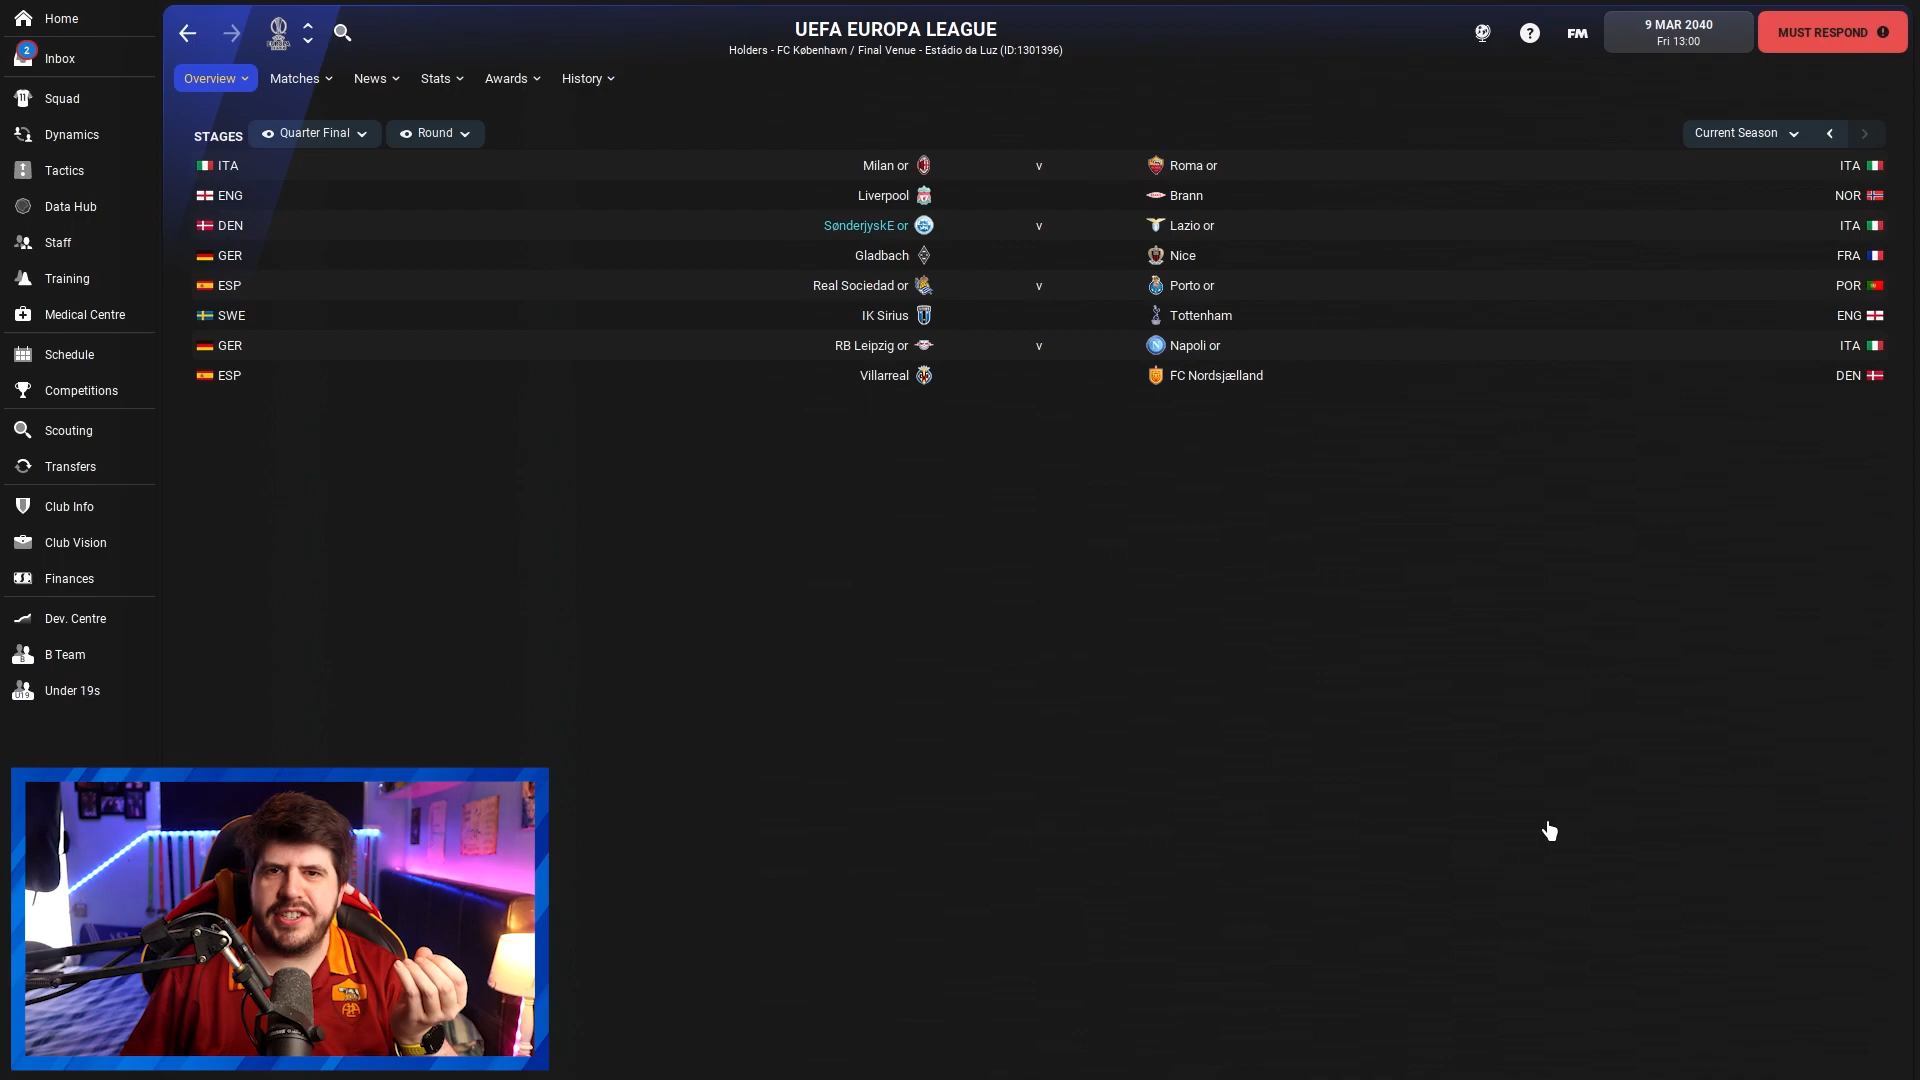 Home
2
Inbox
Squad
Dynamics
Tactics
Data Hub
Staff
Training
Medical Centre
Schedule
Competitions
Scouting
Transfers
Club Info
Club Vision
Finances
Dev. Centre
B Team
Under 19s
UEFA EUROPA LEAGUE
Holders - FC København / Final Venue - Estádio da Luz (ID:1301396)
FM
9 MAR 2040
Fri 13:00
MUST RESPOND
Overview Matches News Stats Awards History
STAGES Quarter Final Round Current Season
ITA Milan or v Roma or ITA
ENG Liverpool Brann NOR
DEN SønderjyskE or v Lazio or ITA
GER Gladbach Nice FRA
ESP Real Sociedad or v Porto or POR
SWE IK Sirius Tottenham ENG
GER RB Leipzig or v Napoli or ITA
ESP Villarreal FC Nordsjælland DEN